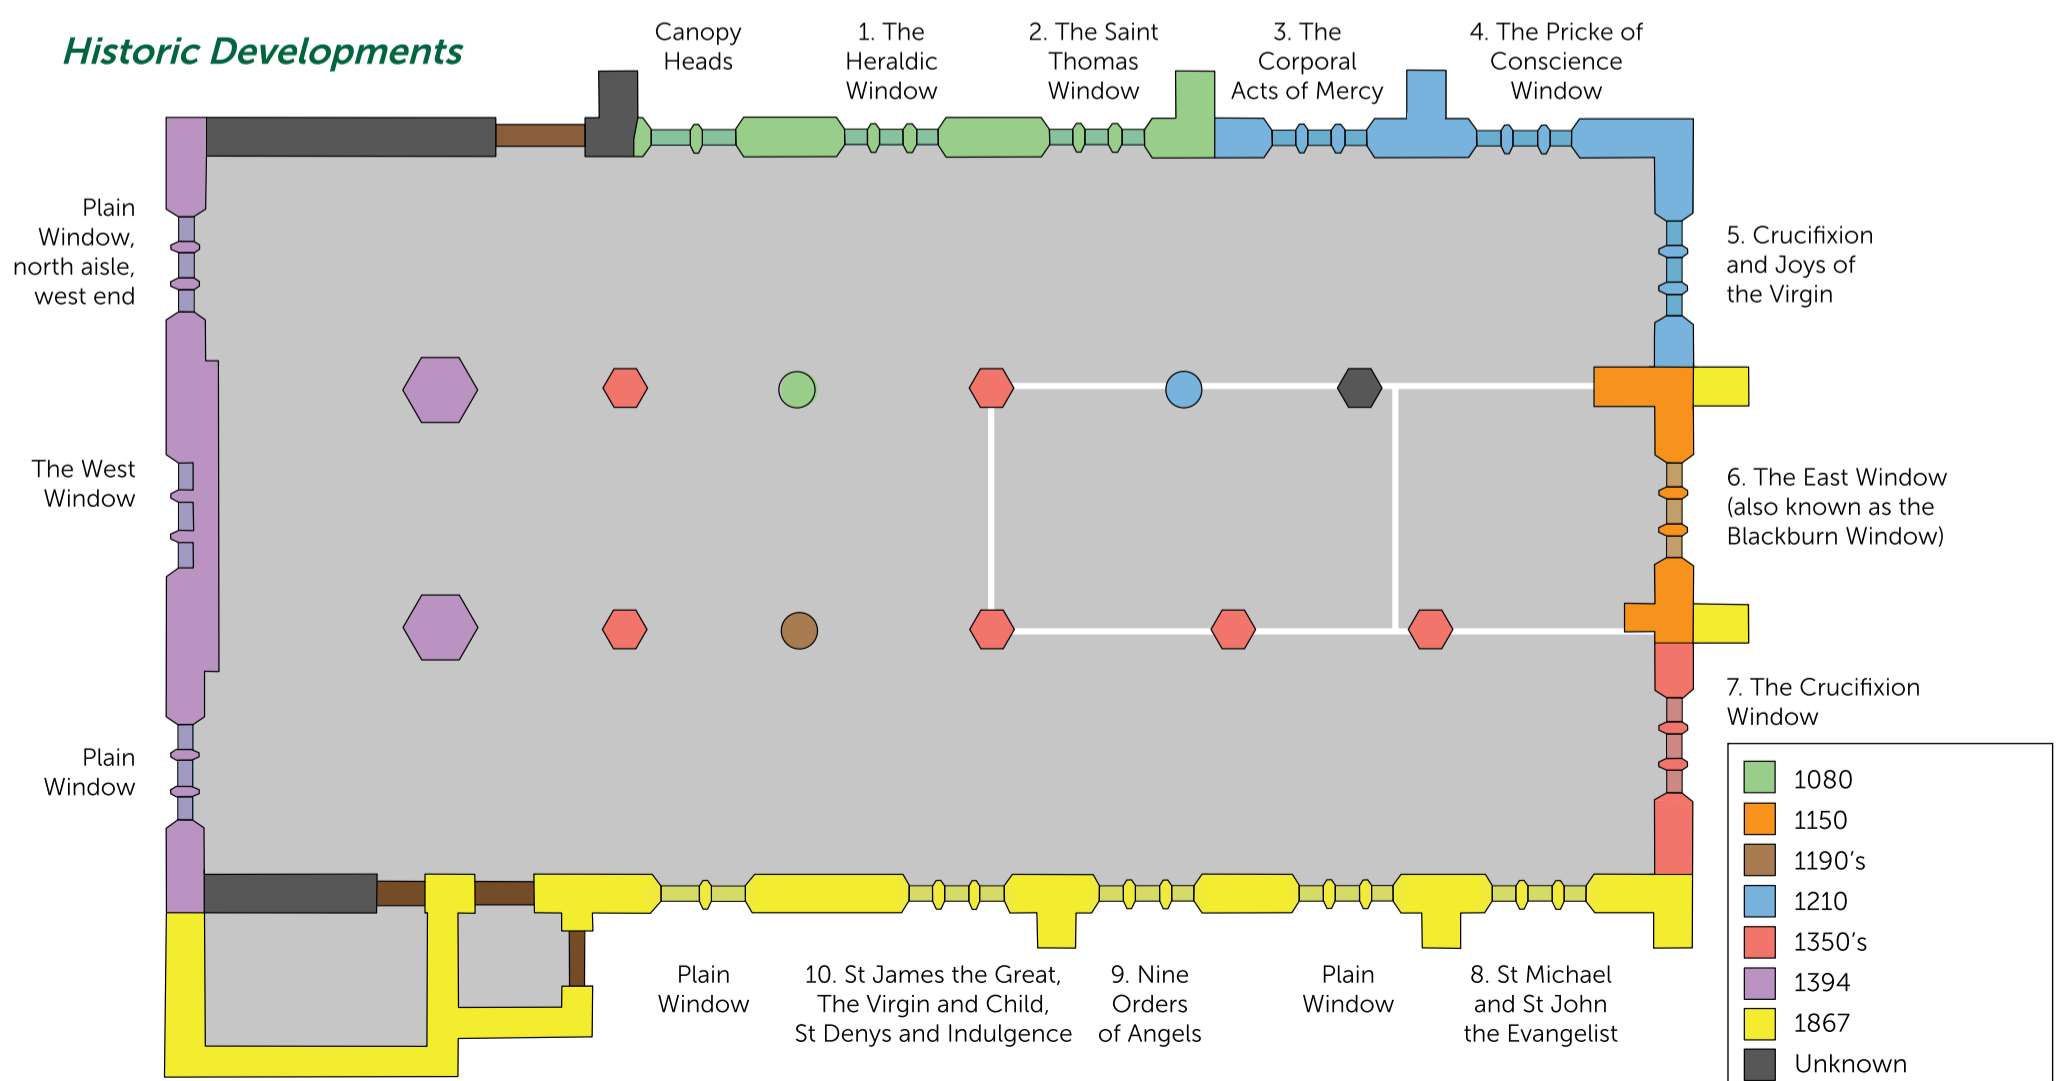 Historic Developments
Canopy
Heads
1. The
Heraldic
Window
2. The Saint
Thomas
Window
3. The
Corporal
Acts of Mercy
4. The Pricke of
Conscience
Window
Plain
Window,
north aisle,
west end
5. Crucifixion
and Joys of
the Virgin
The West
Window
6. The East Window
(also known as the
Blackburn Window)
Plain
Window
7. The Crucifixion
Window
1080
1150
1190's
1210
1350's
1394
1867
Unknown
Plain
Window
10. St James the Great,
The Virgin and Child,
St Denys and Indulgence
9. Nine
Orders
of Angels
Plain
Window
8. St Michael
and St John
the Evangelist